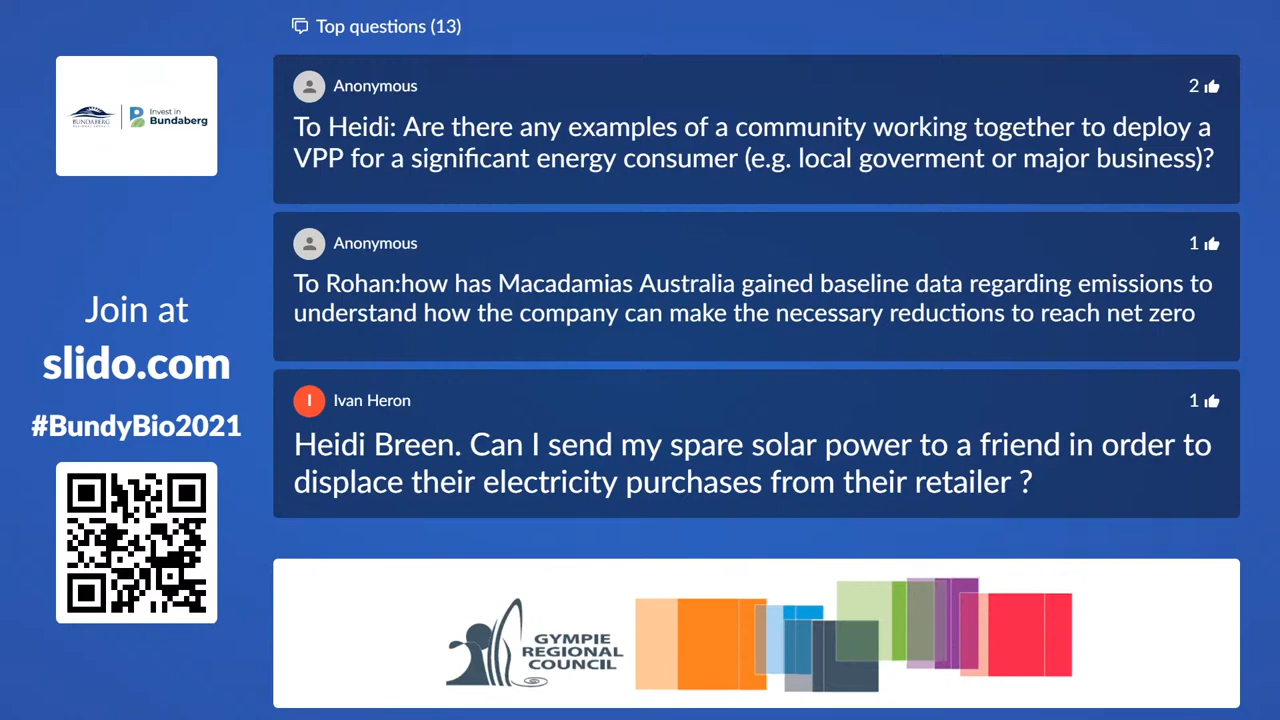 Top questions (13)
BUNDABERG
Invest in
Bundaberg
Join at
slido.com
#BundyBio2021
Anonymous
2
To Heidi: Are there any examples of a community working together to deploy a
VPP for a significant energy consumer (e.g. local goverment or major business)?
Anonymous
1
To Rohan:how has Macadamias Australia gained baseline data regarding emissions to
understand how the company can make the necessary reductions to reach net zero
I
Ivan Heron
1
Heidi Breen. Can I send my spare solar power to a friend in order to
displace their electricity purchases from their retailer ?
GYMPIE
REGIONAL
COUNCIL